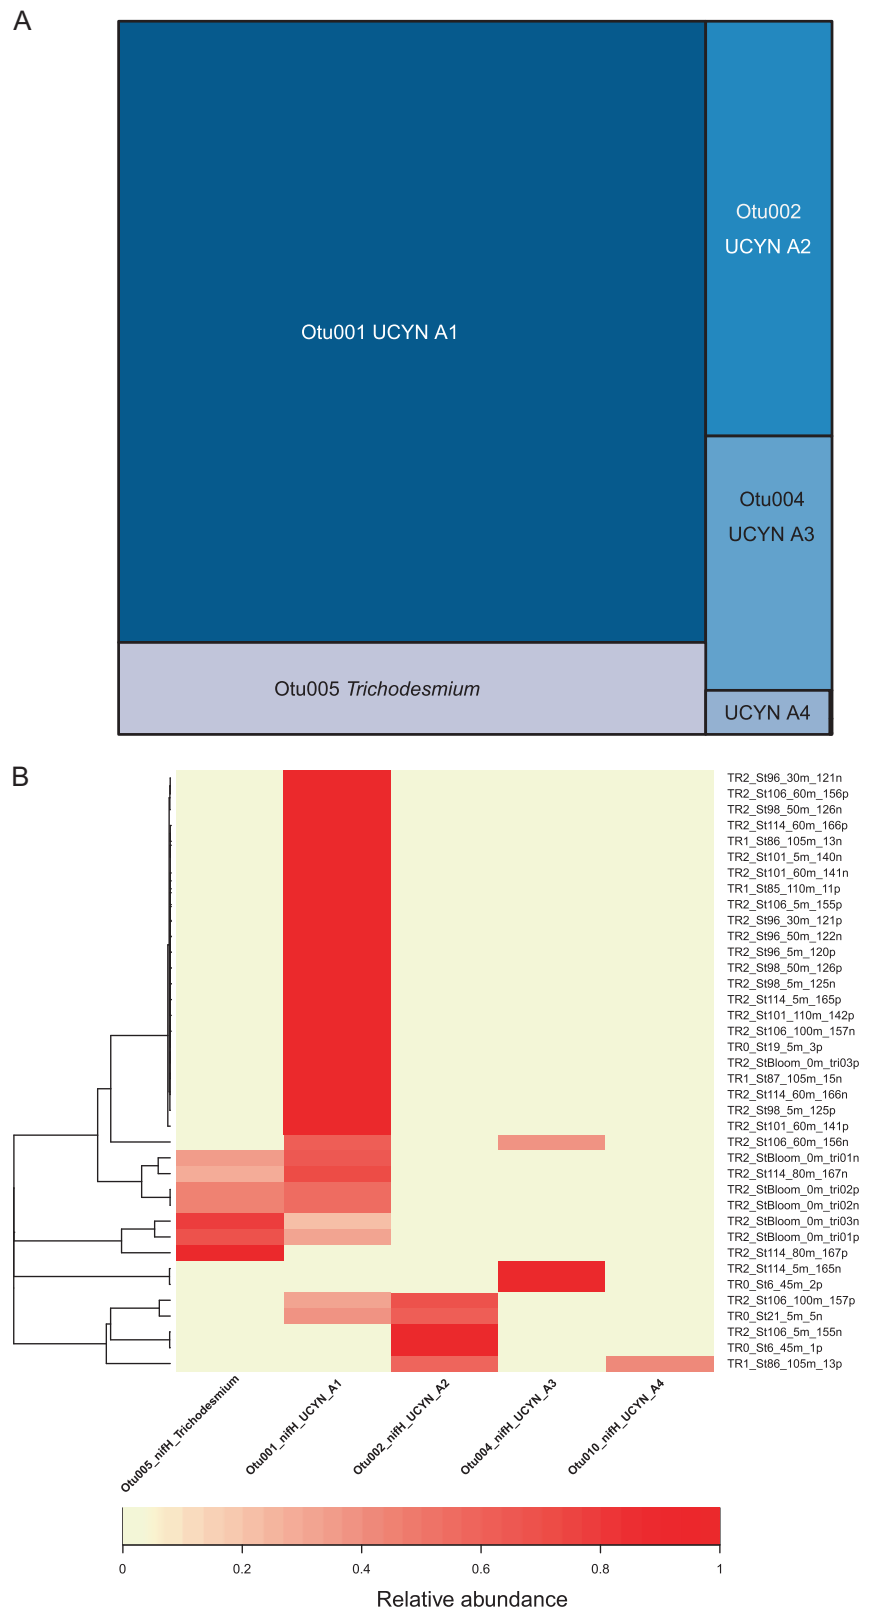 A
Otu001 UCYN A1
Otu002
UCYN A2
Otu004
UCYN A3
Otu005 Trichodesmium
UCYN A4
B
TR2_St96_30m_121n
TR2_St106_60m_156p
TR2_St98_50m_126n
TR2_St114_60m_166p
TR1_St86_105m_13n
TR2_St101_5m_140n
TR2_St101_60m_141n
TR1_St85_110m_11p
TR2_St106_5m_155p
TR2_St96_30m_121p
TR2_St96_50m_122n
TR2_St96_5m_120p
TR2_St98_50m_126p
TR2_St98_5m_125n
TR2_St114_5m_165p
TR2_St101_110m_142p
TR2_St106_100m_157n
TR0_St19_5m_3p
TR2_StBloom_0m_tri03p
TR1_St87_105m_15n
TR2_St114_60m_166n
TR2_St98_5m_125p
TR2_St101_60m_141p
TR2_St106_60m_156n
TR2_StBloom_0m_tri01n
TR2_St114_80m_167n
TR2_StBloom_0m_tri02p
TR2_StBloom_0m_tri02n
TR2_StBloom_0m_tri03n
TR2_StBloom_0m_tri01p
TR2_St114_80m_167p
TR2_St114_5m_165n
TR0_St6_45m_2p
TR2_St106_100m_157p
TR0_St21_5m_5n
TR2_St106_5m_155n
TR0_St6_45m_1p
TR1_St86_105m_13p
Otu005_nifH_Trichodesmium
Otu001_nifH_UCYN_A1
Otu002_nifH_UCYN_A2
Otu004_nifH_UCYN_A3
Otu010_nifH_UCYN_A4
0 0.2 0.4 0.6 0.8 1
Relative abundance